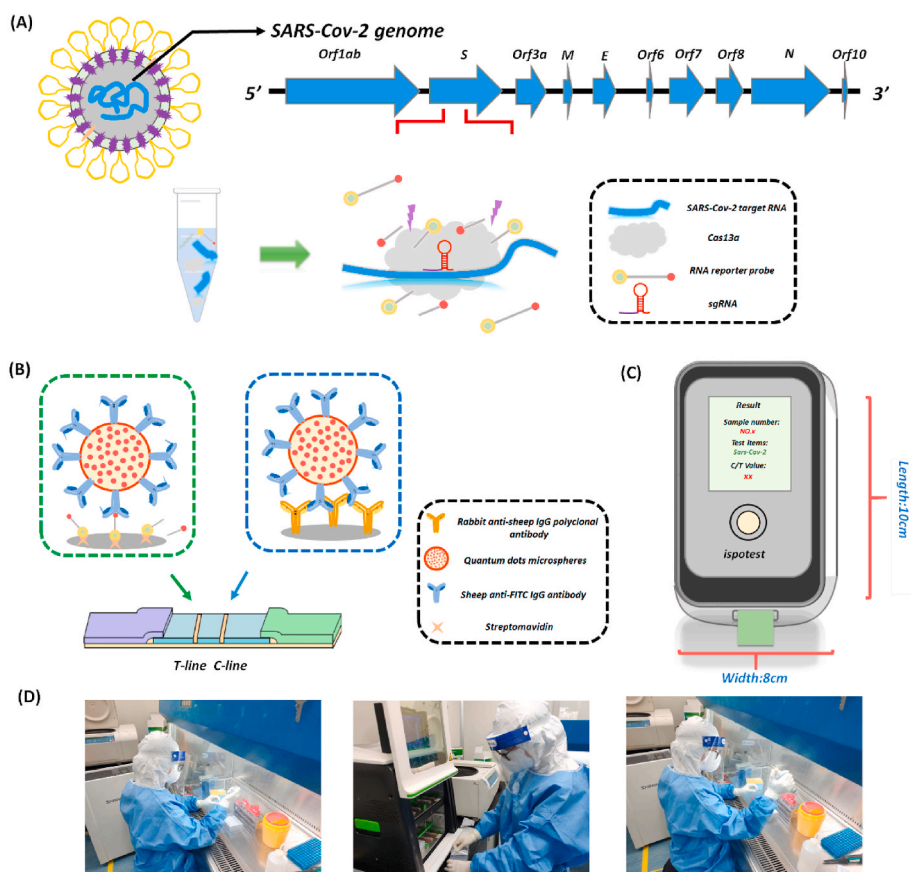 (A)
SARS-Cov-2 genome
Orf1ab S Orf3a M E Orf6 Orf7 Orf8 N Orf10
5’ 3’
SARS-Cov-2 target RNA
Cas13a
RNA reporter probe
sgRNA
(B)
Rabbit anti-sheep IgG polyclonal
antibody
Quantum dots microspheres
Sheep anti-FITC IgG antibody
Streptomavidin
T-line C-line
(C)
Result
Sample number:
NO.x
Test Items:
Sars-Cov-2
C/T Value:
xx
ispotest
Length:10cm
Width:8cm
(D)